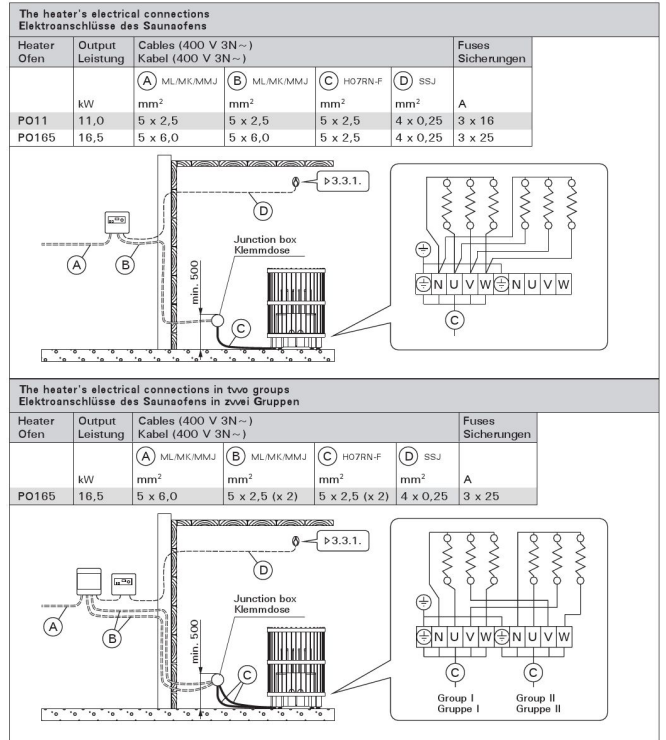 The heater's electrical connections
Elektroanschlüsse des Saunaofens
Heater Output Cables (400 V 3N~) Fuses
Ofen Leistung Kabel (400 V 3N~) Sicherungen
A ML/MK/MMJ B ML/MK/MMJ C H07RN-F D SSJ
kW mm² mm² mm² mm² A
PO11 11,0 5 x 2,5 5 x 2,5 5 x 2,5 4 x 0,25 3 x 16
PO165 16,5 5 x 6,0 5 x 6,0 5 x 2,5 4 x 0,25 3 x 25
▷3.3.1.
D
A
B
Junction box
Klemmdose
min. 500
C
N U V W N U V W
C
The heater's electrical connections in two groups
Elektroanschlüsse des Saunaofens in zwei Gruppen
Heater Output Cables (400 V 3N~) Fuses
Ofen Leistung Kabel (400 V 3N~) Sicherungen
A ML/MK/MMJ B ML/MK/MMJ C H07RN-F D SSJ
kW mm² mm² mm² mm² A
PO165 16,5 5 x 6,0 5 x 2,5 (x 2) 5 x 2,5 (x 2) 4 x 0,25 3 x 25
▷3.3.1.
D
A
B
Junction box
Klemmdose
min. 500
C
N U V W N U V W
C C
Group I Group II
Gruppe I Gruppe II